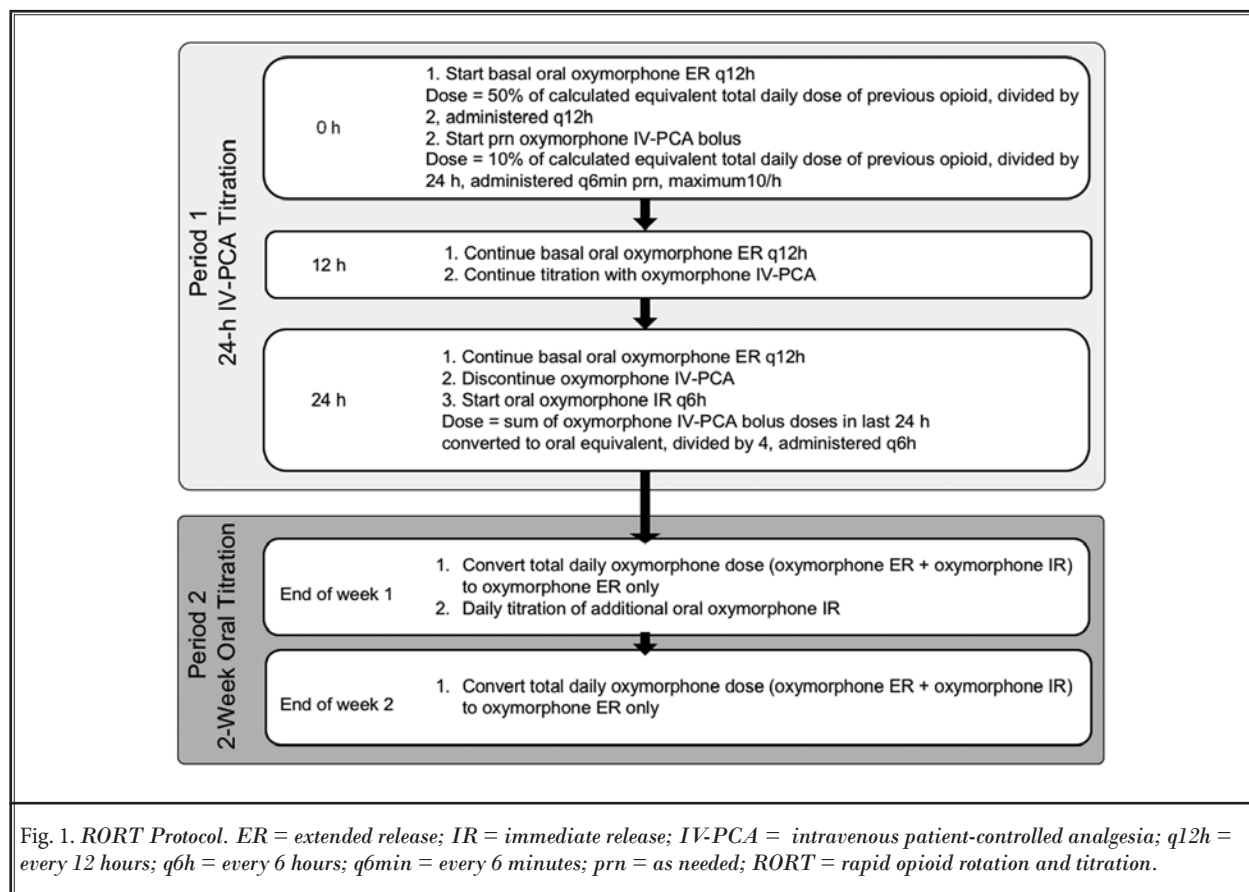 Period 1
24-h IV-PCA Titration
0 h
1. Start basal oral oxymorphone ER q12h
Dose = 50% of calculated equivalent total daily dose of previous opioid, divided by
2, administered q12h
2. Start prn oxymorphone IV-PCA bolus
Dose = 10% of calculated equivalent total daily dose of previous opioid, divided by
24 h, administered q6min prn, maximum10/h
12 h
1. Continue basal oral oxymorphone ER q12h
2. Continue titration with oxymorphone IV-PCA
24 h
1. Continue basal oral oxymorphone ER q12h
2. Discontinue oxymorphone IV-PCA
3. Start oral oxymorphone IR q6h
Dose = sum of oxymorphone IV-PCA bolus doses in last 24 h
converted to oral equivalent, divided by 4, administered q6h
Period 2
2-Week Oral Titration
End of week 1
1. Convert total daily oxymorphone dose (oxymorphone ER + oxymorphone IR)
to oxymorphone ER only
2. Daily titration of additional oral oxymorphone IR
End of week 2
1. Convert total daily oxymorphone dose (oxymorphone ER + oxymorphone IR)
to oxymorphone ER only
Fig. 1. RORT Protocol. ER = extended release; IR = immediate release; IV-PCA = intravenous patient-controlled analgesia; q12h =
every 12 hours; q6h = every 6 hours; q6min = every 6 minutes; prn = as needed; RORT = rapid opioid rotation and titration.